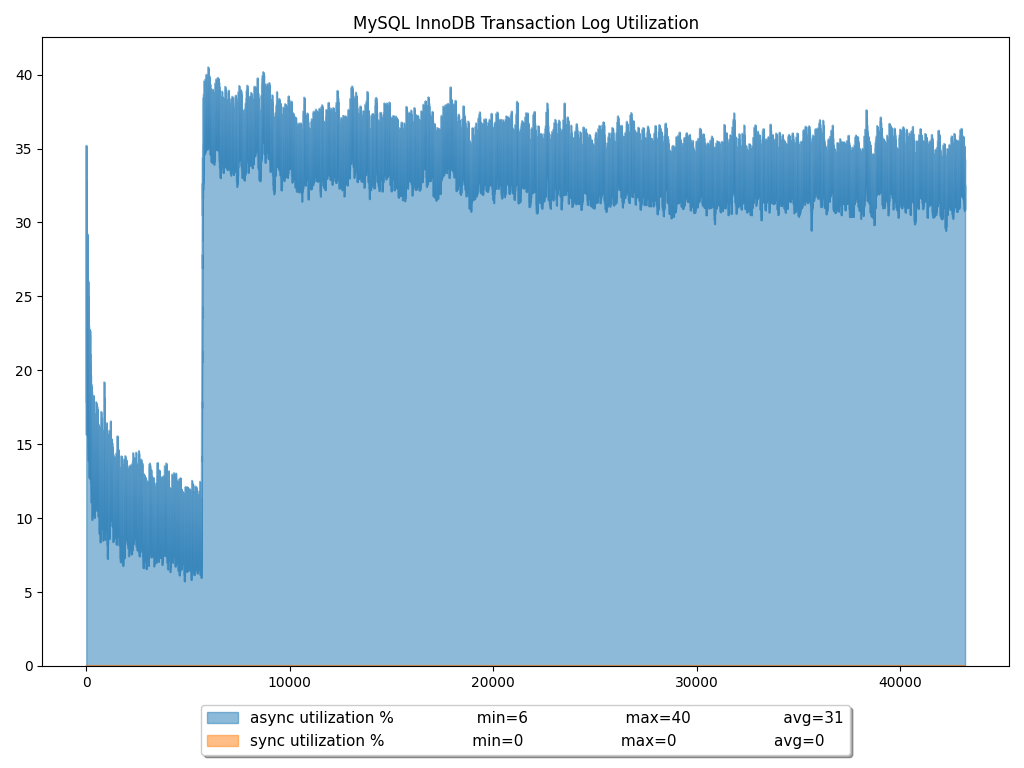 MySQL InnoDB Transaction Log Utilization
40
35
30
25
20
15
10
5
0
0 10000 20000 30000 40000
async utilization % min=6 max=40 avg=31
sync utilization % min=0 max=0 avg=0